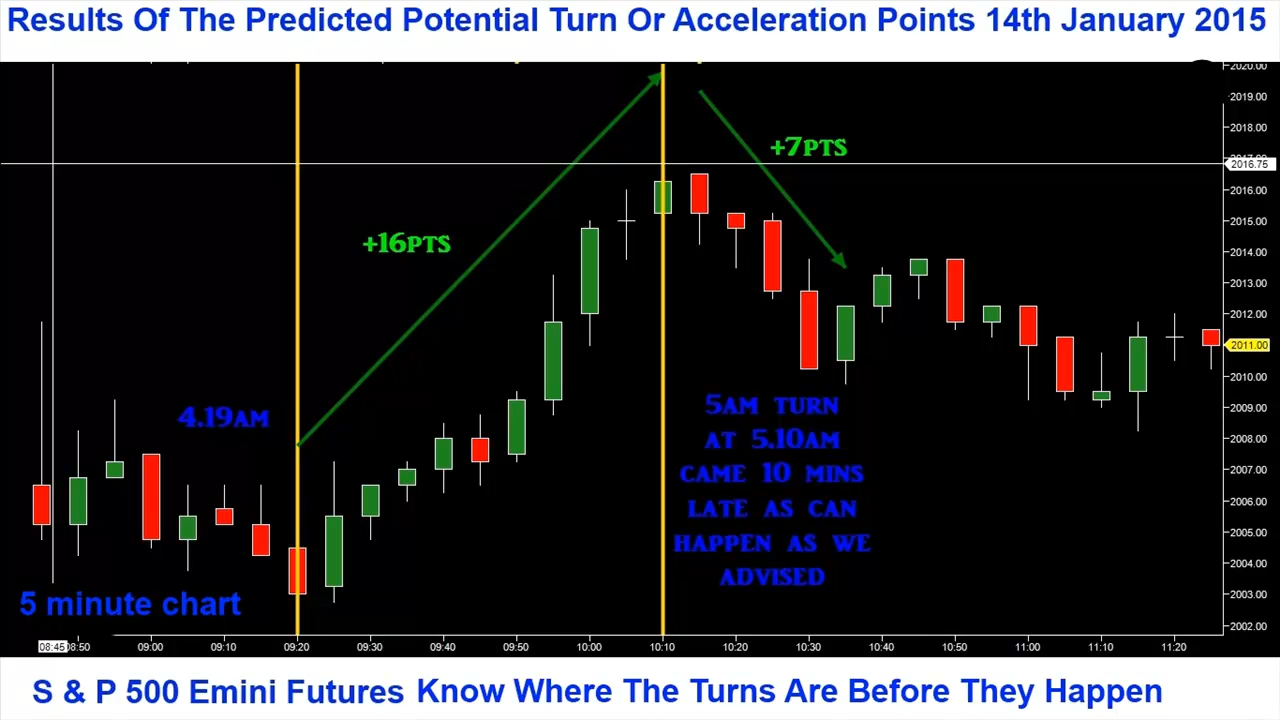 Results Of The Predicted Potential Turn Or Acceleration Points 14th January 2015
2020.00
2019.00
2018.00
+7PTS
2016.75
2016.00
2015.00
+16PTS
2014.00
2013.00
2012.00
2011.00
2010.00
4.19AM
5AM TURN
AT 5.10AM
CAME 10 MINS
LATE AS CAN
HAPPEN AS WE
ADVISED
2009.00
2008.00
2007.00
2006.00
2005.00
2004.00
2003.00
2002.00
5 minute chart
08:45 08:50 09:00 09:10 09:20 09:30 09:40 09:50 10:00 10:10 10:20 10:30 10:40 10:50 11:00 11:10 11:20
S & P 500 Emini Futures Know Where The Turns Are Before They Happen